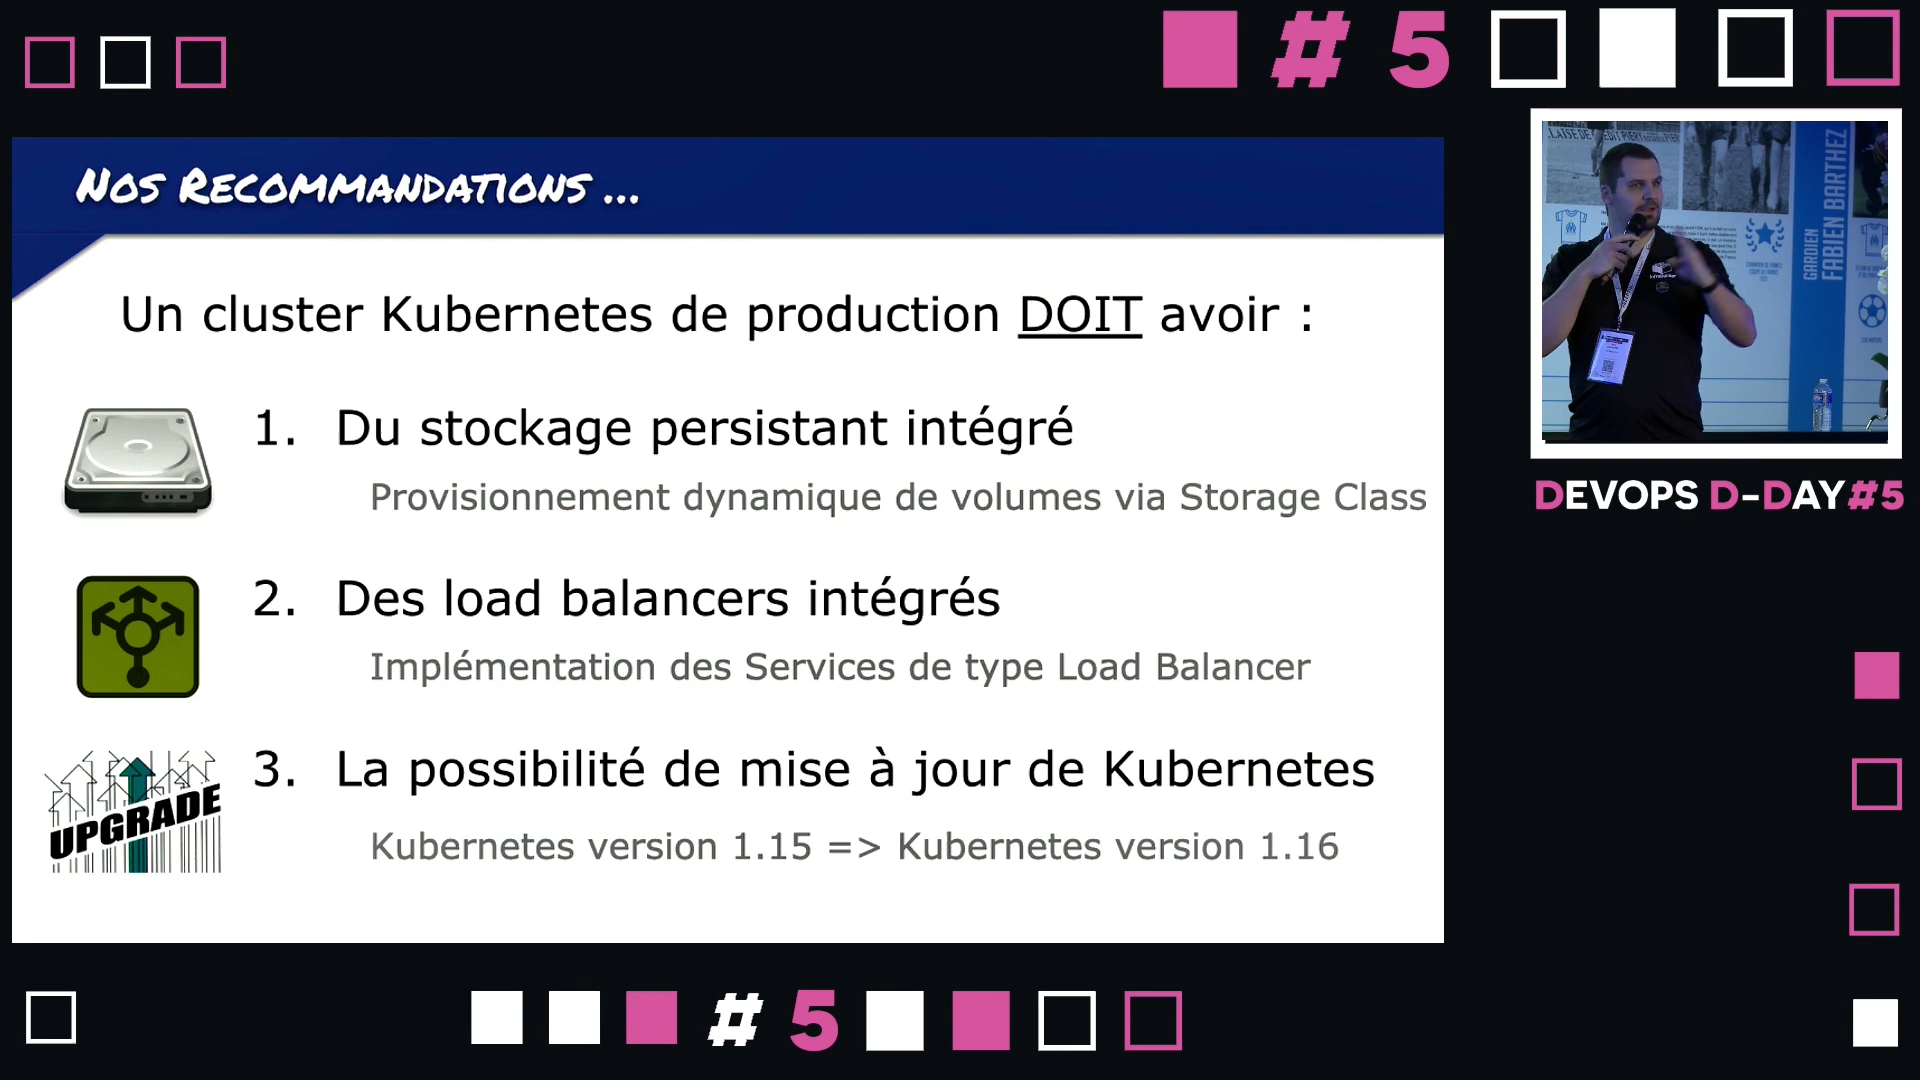 # 5
Nos Recommandations ...
Un cluster Kubernetes de production DOIT avoir :
1. Du stockage persistant intégré
Provisionnement dynamique de volumes via Storage Class
2. Des load balancers intégrés
Implémentation des Services de type Load Balancer
UPGRADE
3. La possibilité de mise à jour de Kubernetes
Kubernetes version 1.15 => Kubernetes version 1.16
GARDIEN
FABIEN BARTHEZ
DEVOPS D-DAY#5
# 5